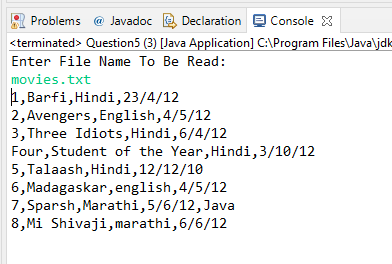 Problems @ Javadoc Declaration Console
<terminated> Question5 (3) [Java Application] C:\Program Files\Java\jdk
Enter File Name To Be Read:
movies.txt
1,Barfi,Hindi,23/4/12
2,Avengers,English,4/5/12
3,Three Idiots,Hindi,6/4/12
Four,Student of the Year,Hindi,3/10/12
5,Talaash,Hindi,12/12/10
6,Madagaskar,english,4/5/12
7,Sparsh,Marathi,5/6/12,Java
8,Mi Shivaji,marathi,6/6/12